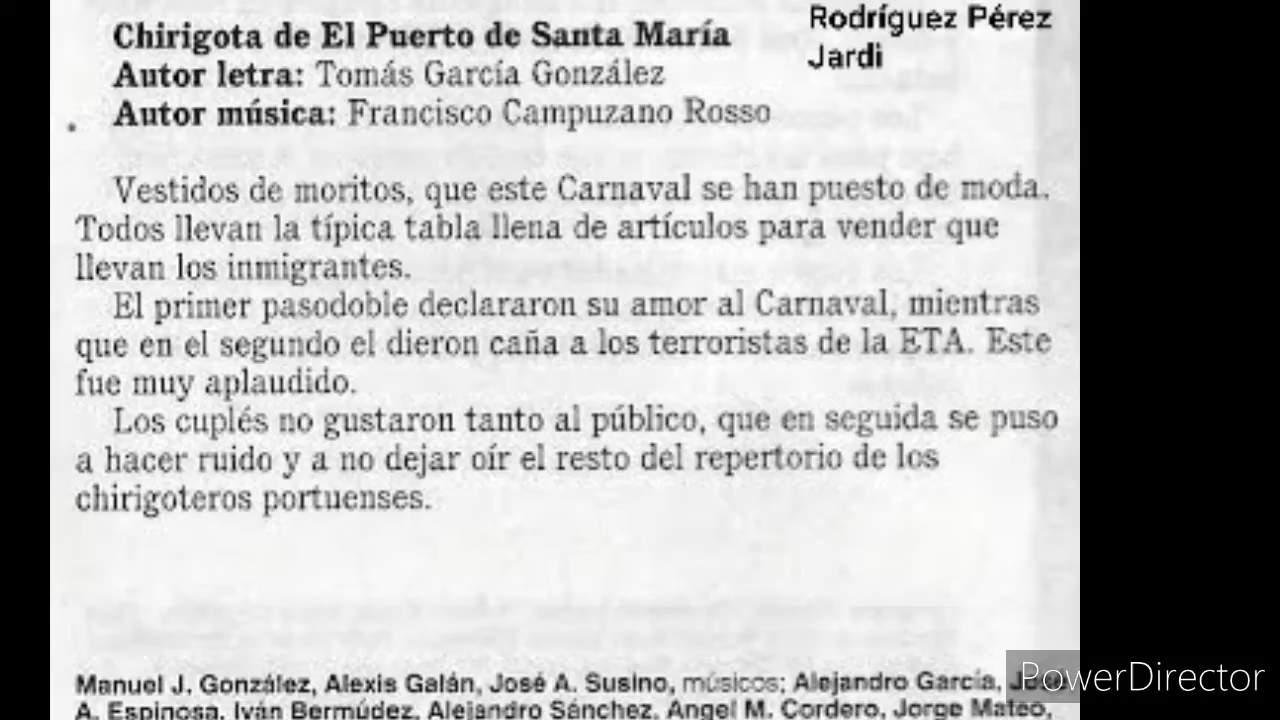 Chirigota de El Puerto de Santa María
Autor letra: Tomás García González
Autor música: Francisco Campuzano Rosso
Rodríguez Pérez
Jardi
Vestidos de moritos, que este Carnaval se han puesto de moda.
Todos llevan la típica tabla llena de artículos para vender que
llevan los inmigrantes.
El primer pasodoble declararon su amor al Carnaval, mientras
que en el segundo el dieron caña a los terroristas de la ETA. Este
fue muy aplaudido.
Los cuplés no gustaron tanto al público, que en seguida se puso
a hacer ruido y a no dejar oír el resto del repertorio de los
chirigoteros portuenses.
Manuel J. González, Alexis Galán, José A. Susino, músicos; Alejandro García, José
A. Espinosa, Iván Bermúdez, Alejandro Sánchez, Angel M. Cordero, Jorge Mateo,
PowerDirector